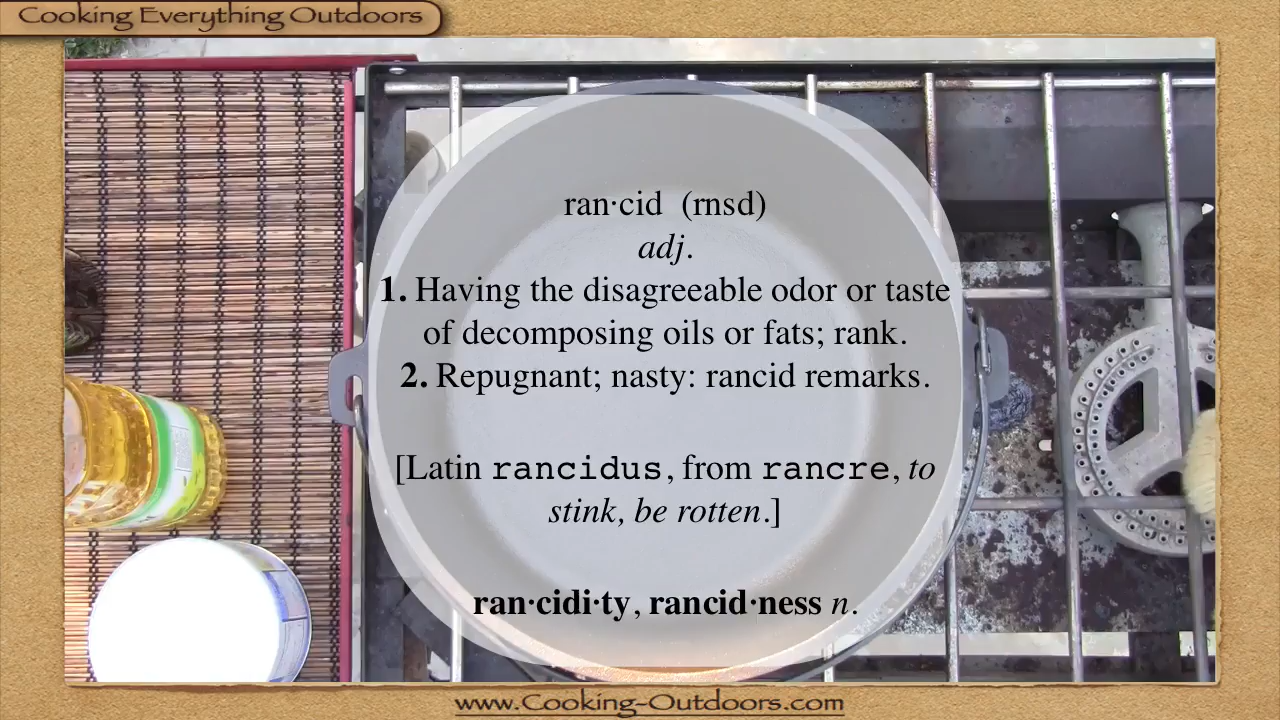 Cooking Everything Outdoors
ran·cid (rnsd)
adj.
1. Having the disagreeable odor or taste
of decomposing oils or fats; rank.
2. Repugnant; nasty: rancid remarks.
[Latin rancidus, from rancre, to
stink, be rotten.]
ran·cidi·ty, rancid·ness n.
www.Cooking-Outdoors.com